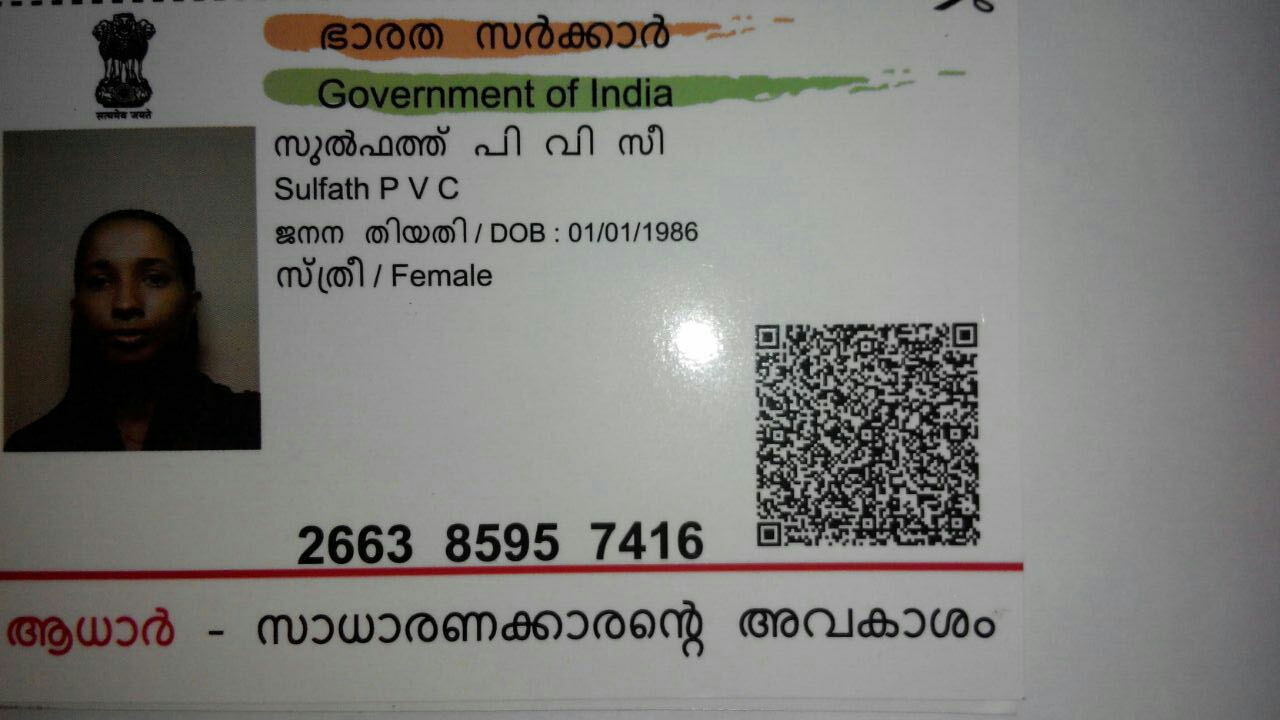 ഭാരത സർക്കാർ
Government of India
सत्यमेव जयते
സുൽഫത്ത് പി വി സീ
Sulfath P V C
ജനന തിയതി / DOB : 01/01/1986
സ്ത്രീ / Female
2663 8595 7416
ആധാർ - സാധാരണക്കാരന്റെ അവകാശം